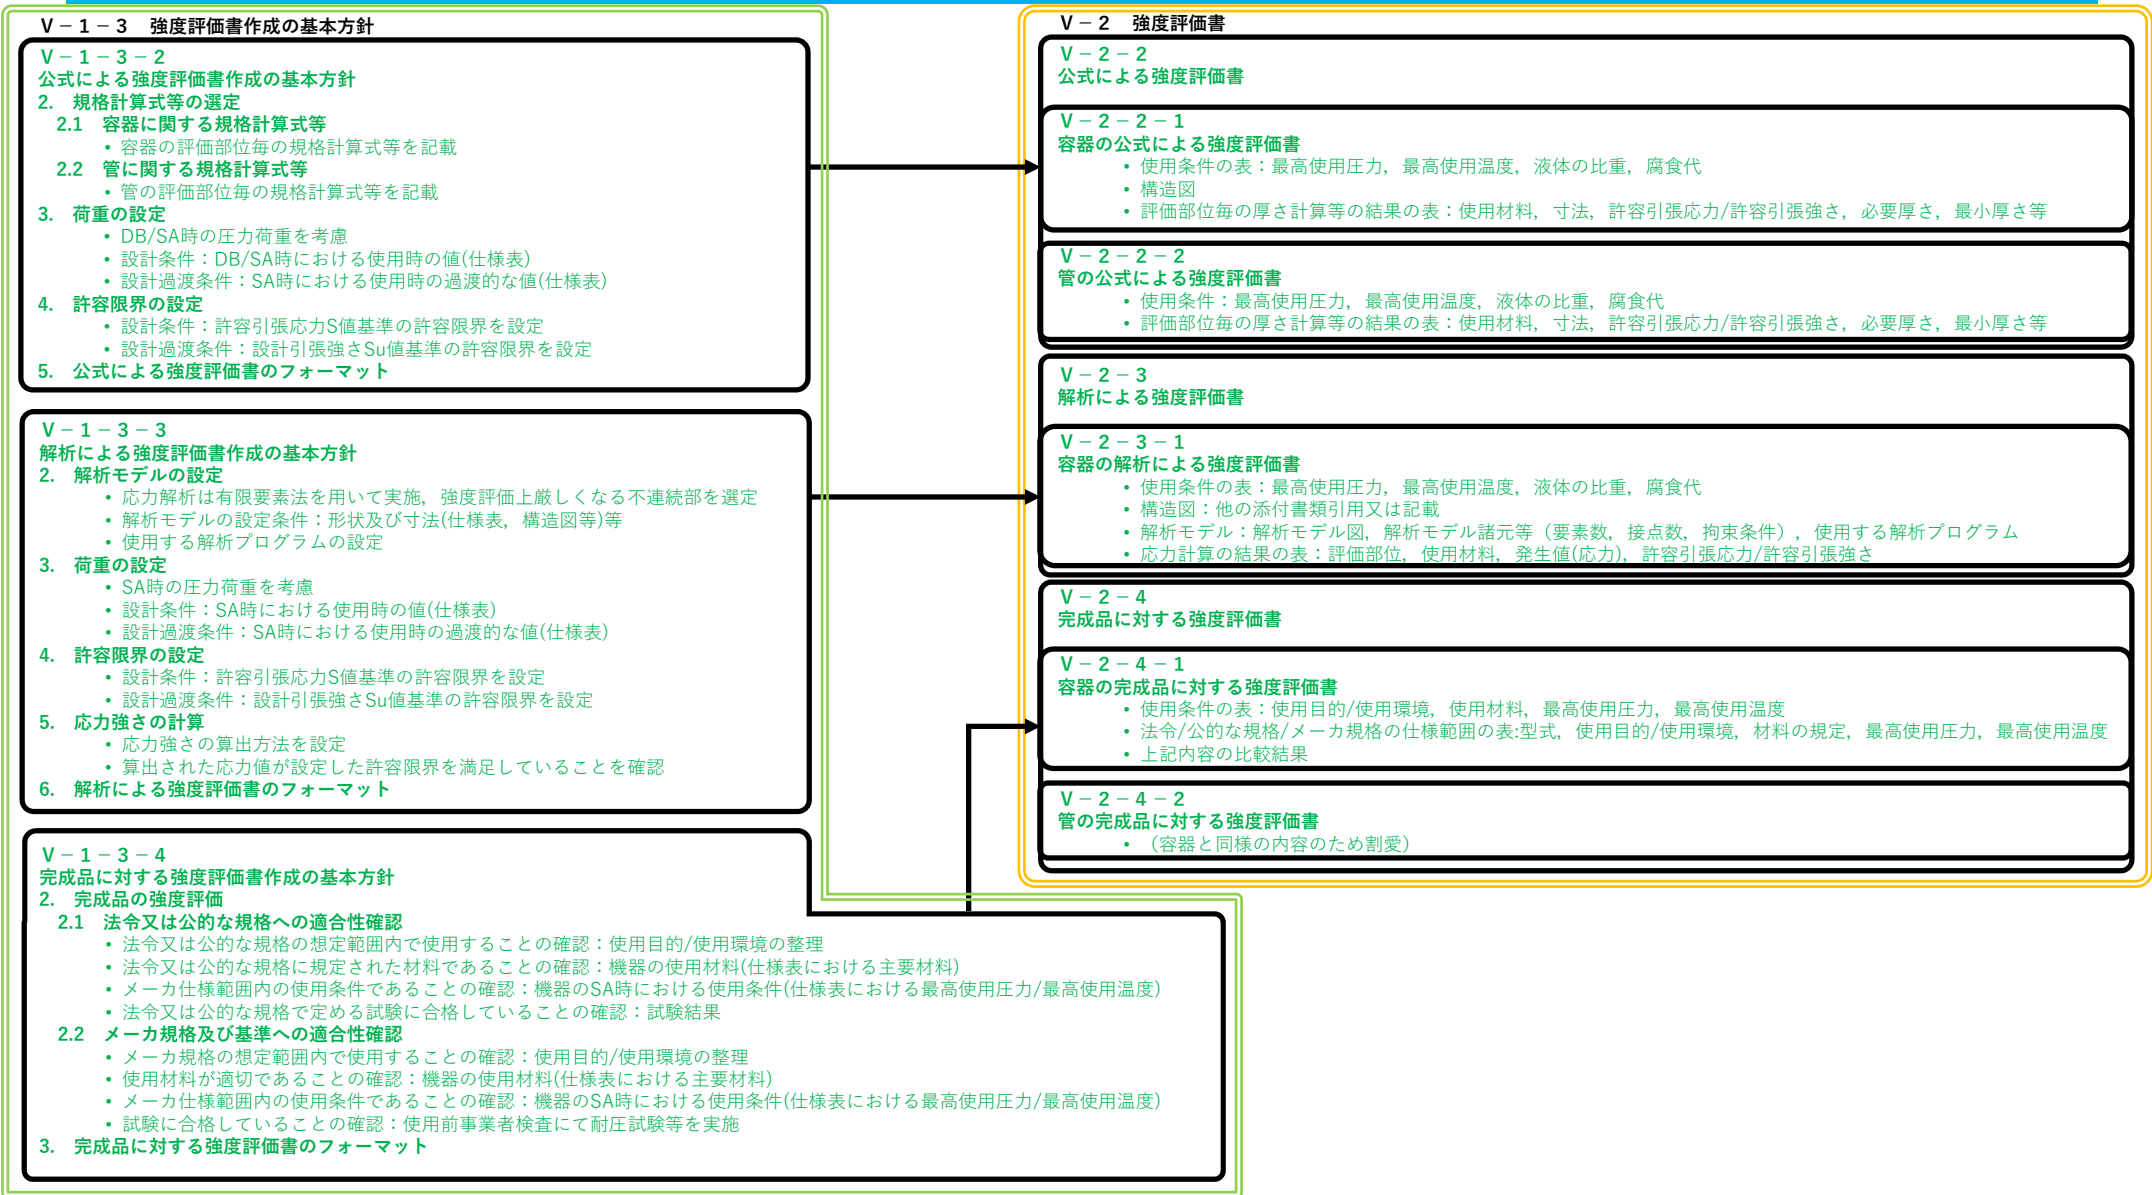 Ⅴ－１－３　強度評価書作成の基本方針
Ⅴ－１－３－２
公式による強度評価書作成の基本方針
2.　規格計算式等の選定
2.1　容器に関する規格計算式等
• 容器の評価部位毎の規格計算式等を記載
2.2　管に関する規格計算式等
• 管の評価部位毎の規格計算式等を記載
3.　荷重の設定
• DB/SA時の圧力荷重を考慮
• 設計条件：DB/SA時における使用時の値(仕様表)
• 設計過渡条件：SA時における使用時の過渡的な値(仕様表)
4.　許容限界の設定
• 設計条件：許容引張応力S値基準の許容限界を設定
• 設計過渡条件：設計引張強さSu値基準の許容限界を設定
5.　公式による強度評価書のフォーマット
Ⅴ－１－３－３
解析による強度評価書作成の基本方針
2.　解析モデルの設定
• 応力解析は有限要素法を用いて実施，強度評価上厳しくなる不連続部を選定
• 解析モデルの設定条件：形状及び寸法(仕様表，構造図等)等
• 使用する解析プログラムの設定
3.　荷重の設定
• SA時の圧力荷重を考慮
• 設計条件：SA時における使用時の値(仕様表)
• 設計過渡条件：SA時における使用時の過渡的な値(仕様表)
4.　許容限界の設定
• 設計条件：許容引張応力S値基準の許容限界を設定
• 設計過渡条件：設計引張強さSu値基準の許容限界を設定
5.　応力強さの計算
• 応力強さの算出方法を設定
• 算出された応力値が設定した許容限界を満足していることを確認
6.　解析による強度評価書のフォーマット
Ⅴ－１－３－４
完成品に対する強度評価書作成の基本方針
2.　完成品の強度評価
2.1　法令又は公的な規格への適合性確認
• 法令又は公的な規格の想定範囲内で使用することの確認：使用目的/使用環境の整理
• 法令又は公的な規格に規定された材料であることの確認：機器の使用材料(仕様表における主要材料)
• メーカ仕様範囲内の使用条件であることの確認：機器のSA時における使用条件(仕様表における最高使用圧力/最高使用温度)
• 法令又は公的な規格で定める試験に合格していることの確認：試験結果
2.2　メーカ規格及び基準への適合性確認
• メーカ規格の想定範囲内で使用することの確認：使用目的/使用環境の整理
• 使用材料が適切であることの確認：機器の使用材料(仕様表における主要材料)
• メーカ仕様範囲内の使用条件であることの確認：機器のSA時における使用条件(仕様表における最高使用圧力/最高使用温度)
• 試験に合格していることの確認：使用前事業者検査にて耐圧試験等を実施
3.　完成品に対する強度評価書のフォーマット
Ⅴ－２　強度評価書
Ⅴ－２－２
公式による強度評価書
Ⅴ－２－２－１
容器の公式による強度評価書
• 使用条件の表：最高使用圧力，最高使用温度，液体の比重，腐食代
• 構造図
• 評価部位毎の厚さ計算等の結果の表：使用材料，寸法，許容引張応力/許容引張強さ，必要厚さ，最小厚さ等
Ⅴ－２－２－２
管の公式による強度評価書
• 使用条件：最高使用圧力，最高使用温度，液体の比重，腐食代
• 評価部位毎の厚さ計算等の結果の表：使用材料，寸法，許容引張応力/許容引張強さ，必要厚さ，最小厚さ等
Ⅴ－２－３
解析による強度評価書
Ⅴ－２－３－１
容器の解析による強度評価書
• 使用条件の表：最高使用圧力，最高使用温度，液体の比重，腐食代
• 構造図：他の添付書類引用又は記載
• 解析モデル：解析モデル図，解析モデル諸元等（要素数，接点数，拘束条件），使用する解析プログラム
• 応力計算の結果の表：評価部位，使用材料，発生値(応力)，許容引張応力/許容引張強さ
Ⅴ－２－４
完成品に対する強度評価書
Ⅴ－２－４－１
容器の完成品に対する強度評価書
• 使用条件の表：使用目的/使用環境，使用材料，最高使用圧力，最高使用温度
• 法令/公的な規格/メーカ規格の仕様範囲の表:型式，使用目的/使用環境，材料の規定，最高使用圧力，最高使用温度
• 上記内容の比較結果
Ⅴ－２－４－２
管の完成品に対する強度評価書
• （容器と同様の内容のため割愛）